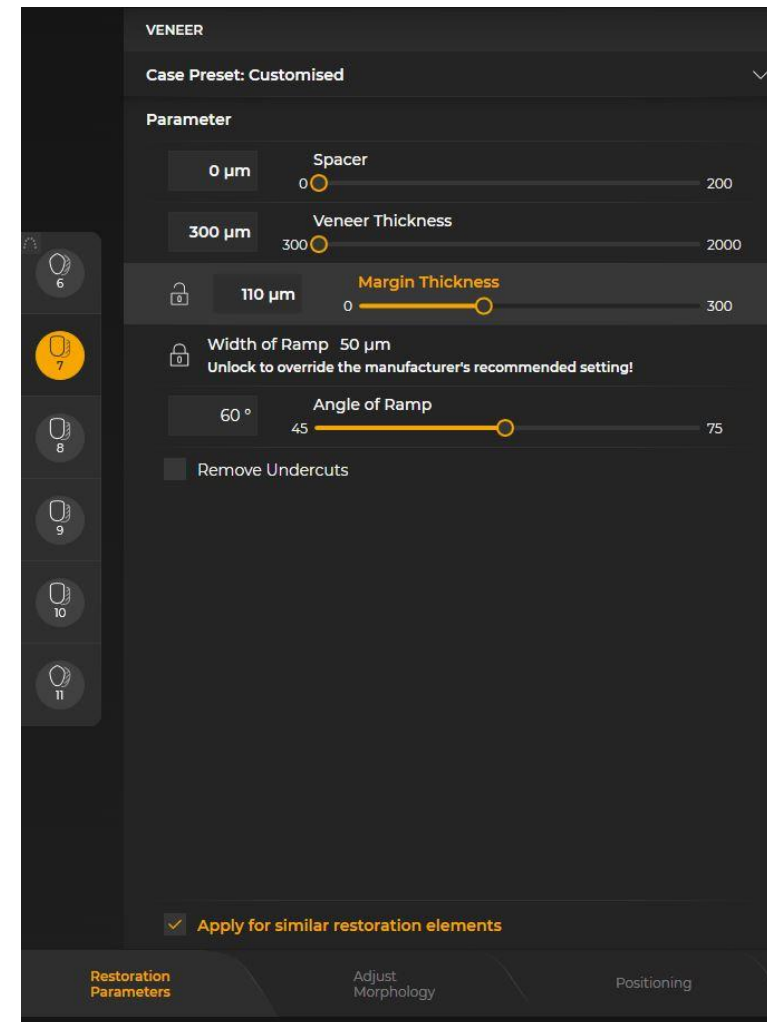 VENEER
Case Preset: Customised
Parameter
0 µm
Spacer
0
200
300 µm
Veneer Thickness
300
2000
110 µm
Margin Thickness
0
300
Width of Ramp 50 µm
Unlock to override the manufacturer's recommended setting!
60 °
Angle of Ramp
45
75
Remove Undercuts
6
7
8
9
10
11
Apply for similar restoration elements
Restoration
Parameters
Adjust
Morphology
Positioning